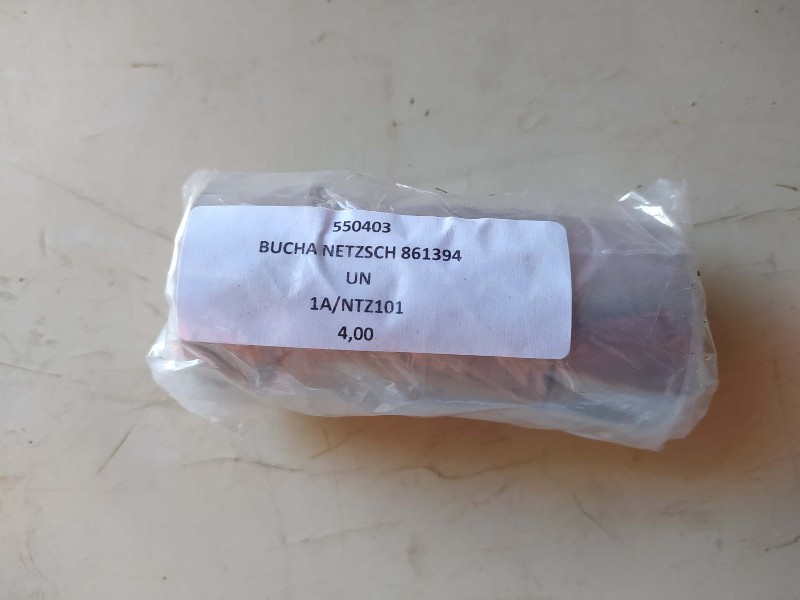 550403
BUCHA NETZSCH 861394
UN
1A/NTZ101
4,00